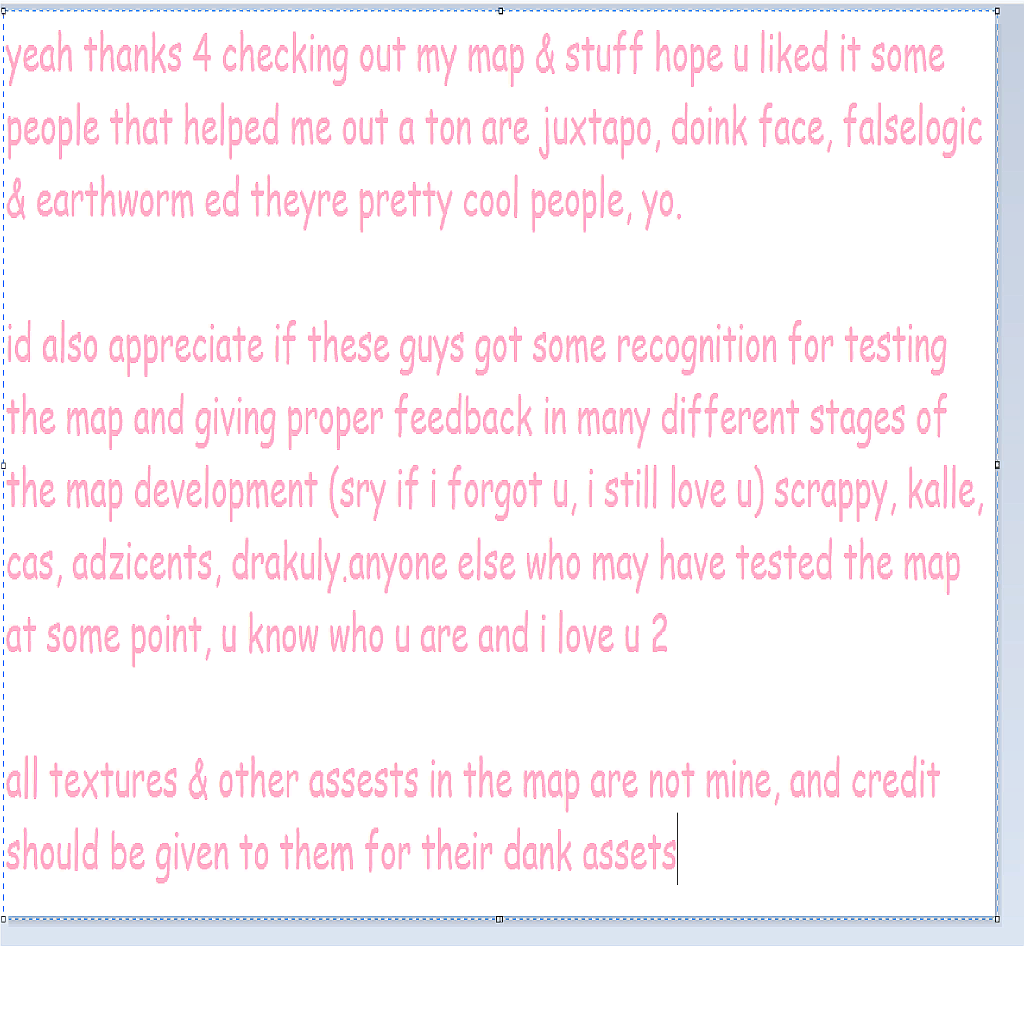 yeah thanks 4 checking out my map & stuff hope u liked it some
people that helped me out a ton are juxtapo, doink face, falselogic
& earthworm ed theyre pretty cool people, yo.
id also appreciate if these guys got some recognition for testing
the map and giving proper feedback in many different stages of
the map development (sry if i forgot u, i still love u) scrappy, kalle,
cas, adzicents, drakuly.anyone else who may have tested the map
at some point, u know who u are and i love u 2
all textures & other assests in the map are not mine, and credit
should be given to them for their dank assets